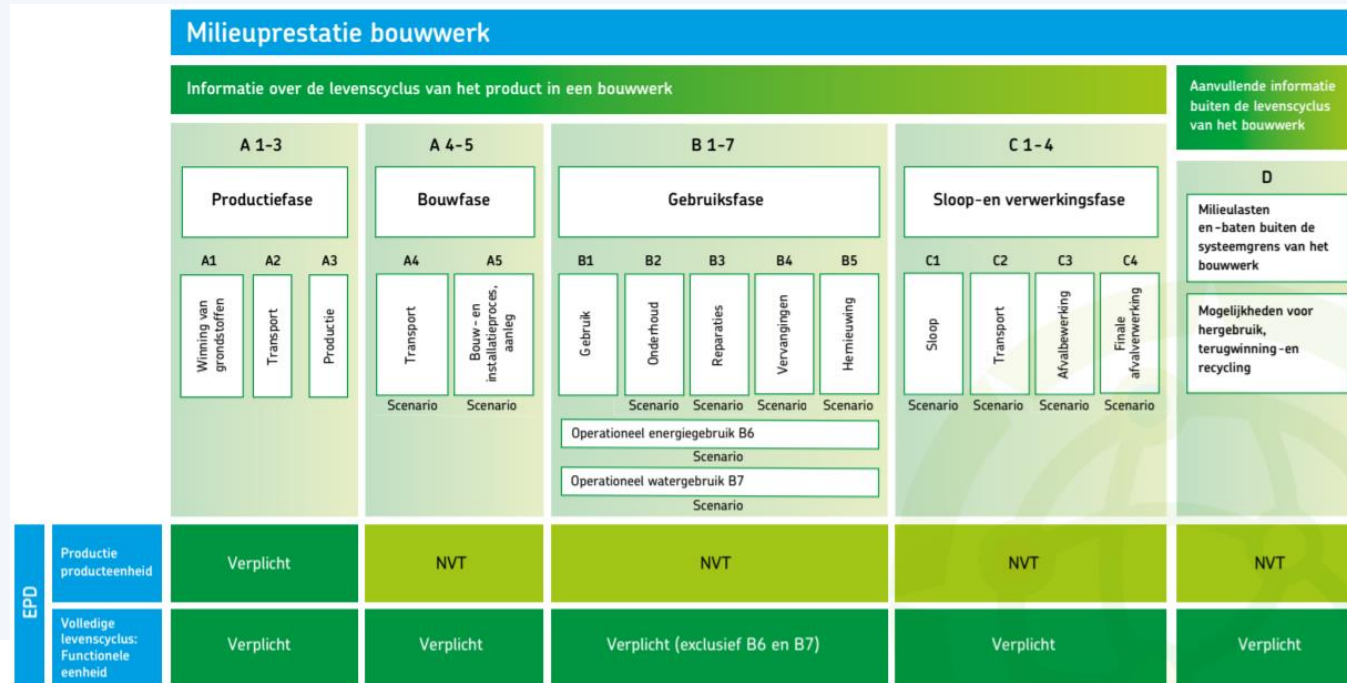 Milieuprestatie bouwwerk
Informatie over de levenscyclus van het product in een bouwwerk
Aanvullende informatie
buiten de levenscyclus
van het bouwwerk
A 1-3
A 4-5
B 1-7
C 1-4
D
Productiefase
Bouwfase
Gebruiksfase
Sloop-en verwerkingsfase
Milieulasten
en-baten buiten de
systeemgrens van het
bouwwerk
A1
A2
A3
A4
A5
B1
B2
B3
B4
B5
C1
C2
C3
C4
Winning van
grondstoffen
Transport
Productie
Transport
Bouw- en
installatieproces,
aanleg
Gebruik
Onderhoud
Reparaties
Vervangingen
Hernieuwing
Sloop
Transport
Afvalbewerking
Finale
afvalverwerking
Mogelijkheden voor
hergebruik,
terugwinning-en
recycling
Scenario
Scenario
Scenario
Scenario
Scenario
Scenario
Scenario
Scenario
Scenario
Scenario
Operationeel energiegebruik B6
Scenario
Operationeel watergebruik B7
Scenario
EPD
Productie
producteenheid
Verplicht
NVT
NVT
NVT
NVT
Volledige
levenscyclus:
Functionele
eenheid
Verplicht
Verplicht
Verplicht (exclusief B6 en B7)
Verplicht
Verplicht